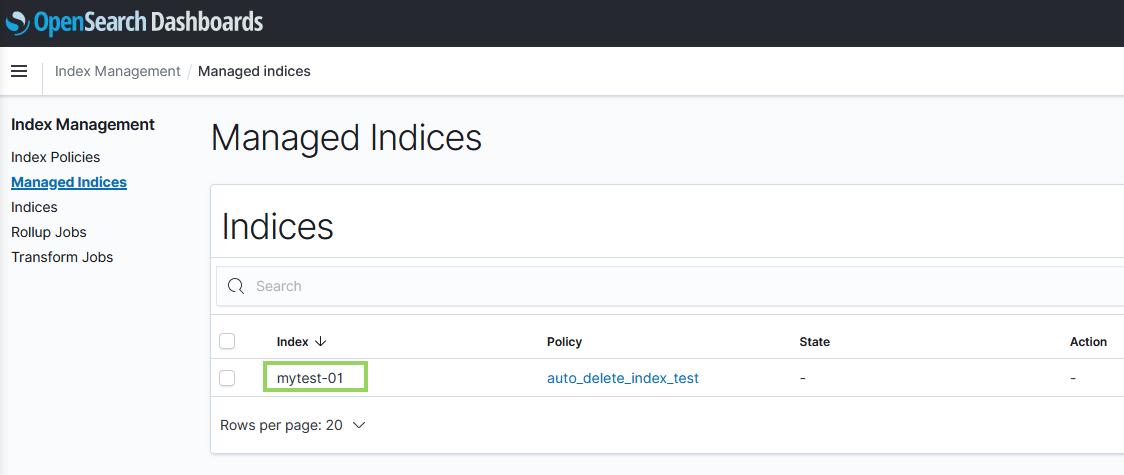 OpenSearch Dashboards
Index Management / Managed indices
Index Management
Index Policies
Managed Indices
Indices
Rollup Jobs
Transform Jobs
Managed Indices
Indices
Search
Index Policy State Action
mytest-01 auto_delete_index_test - -
Rows per page: 20